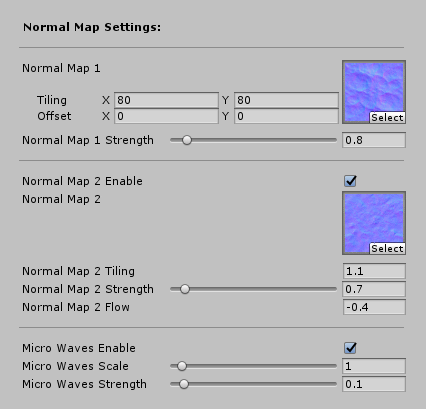 Normal Map Settings:
Normal Map 1
Tiling X 80 Y 80
Offset X 0 Y 0
Select
Normal Map 1 Strength 0.8
Normal Map 2 Enable
Normal Map 2
Select
Normal Map 2 Tiling 1.1
Normal Map 2 Strength 0.7
Normal Map 2 Flow -0.4
Micro Waves Enable
Micro Waves Scale 1
Micro Waves Strength 0.1